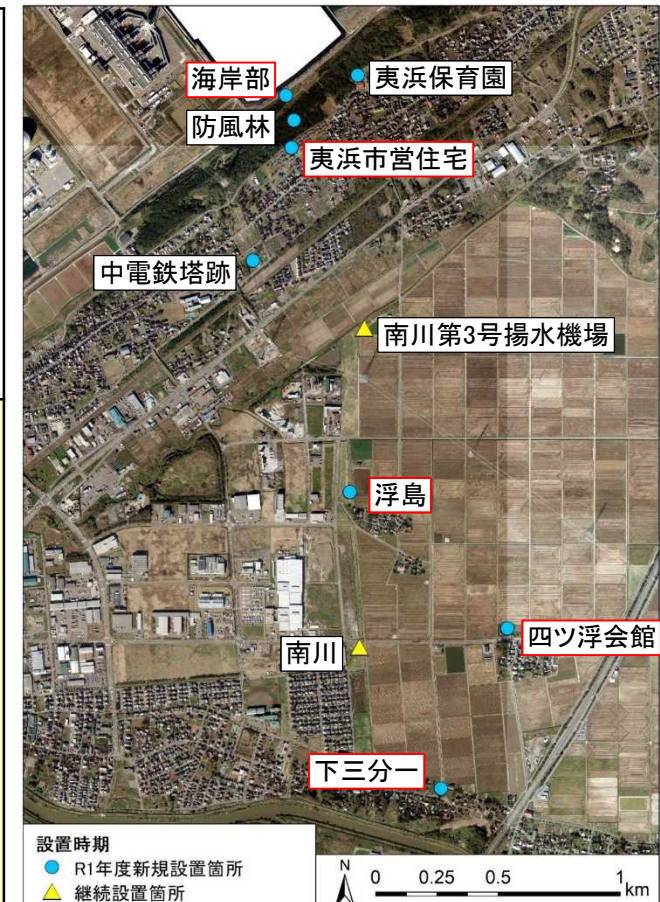 海岸部
夷浜保育園
防風林
夷浜市営住宅
中電鉄塔跡
南川第3号揚水機場
浮島
四ツ浮会館
南川
下三分一
設置時期
R1年度新規設置箇所
継続設置箇所
N
0 0.25 0.5 1
km